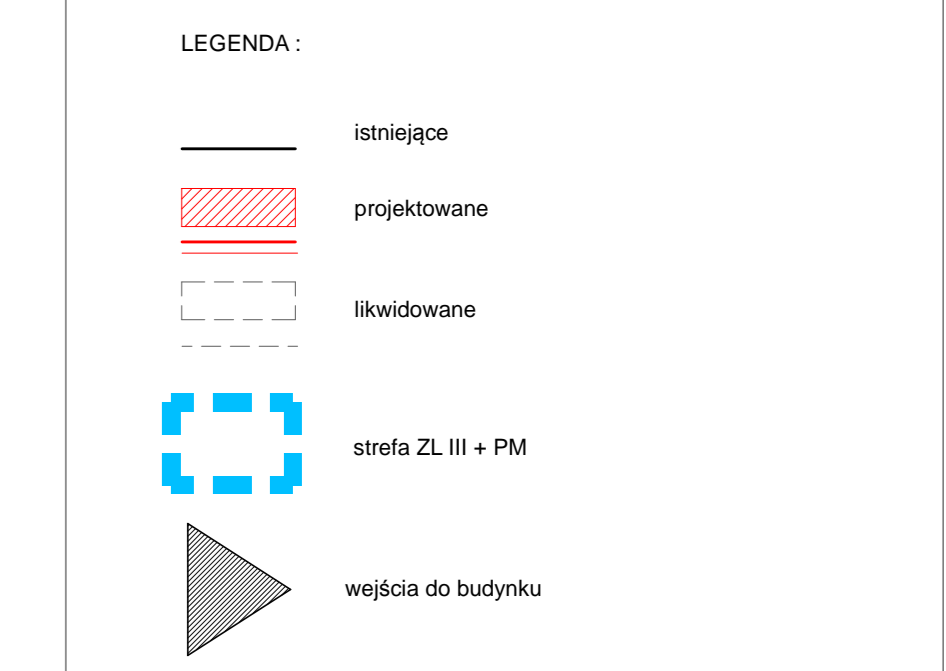 LEGENDA :
istniejące
projektowane
likwidowane
strefa ZL III + PM
wejścia do budynku